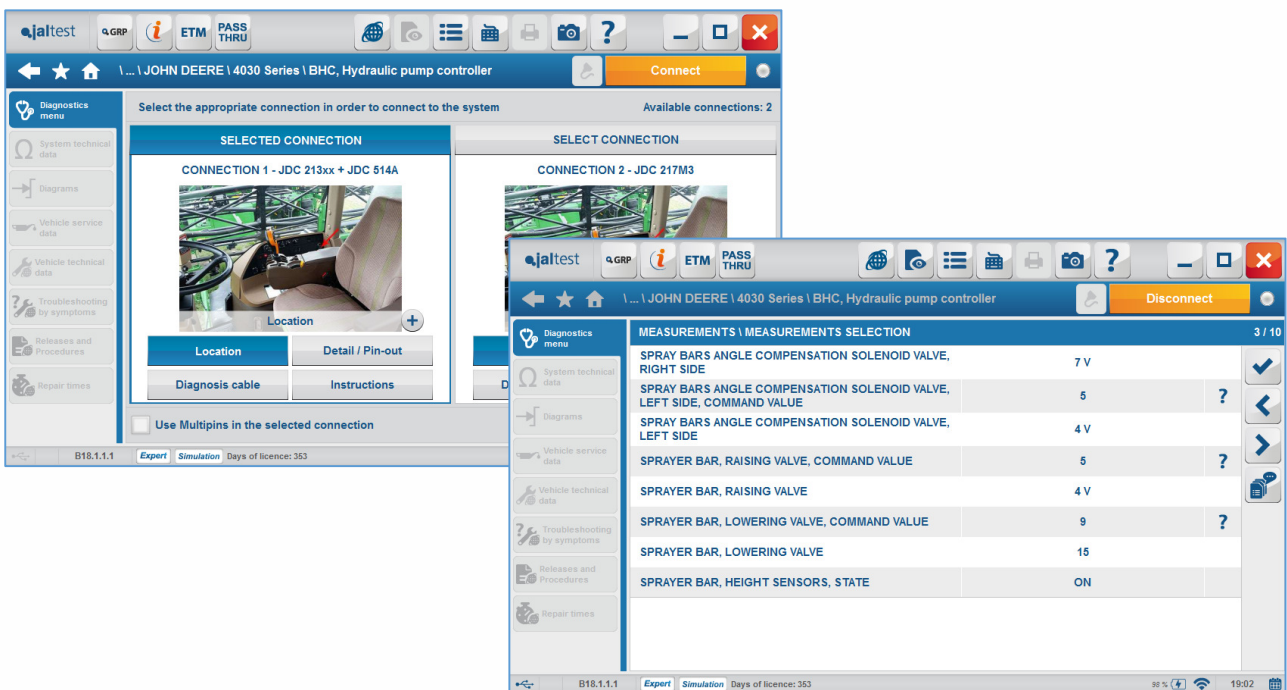 jaltest GRP i ETM PASS THRU ?
\ ... \ JOHN DEERE \ 4030 Series \ BHC, Hydraulic pump controller Connect
Diagnostics menu
System technical data
Diagrams
Vehicle service data
Vehicle technical data
Troubleshooting by symptoms
Releases and Procedures
Repair times
Select the appropriate connection in order to connect to the system Available connections: 2
SELECTED CONNECTION SELECT CONNECTION
CONNECTION 1 - JDC 213xx + JDC 514A CONNECTION 2 - JDC 217M3
Location
Location Detail / Pin-out
Diagnosis cable Instructions D
Use Multipins in the selected connection
B18.1.1.1 Expert Simulation Days of licence: 353
jaltest GRP i ETM PASS THRU ?
\ ... \ JOHN DEERE \ 4030 Series \ BHC, Hydraulic pump controller Disconnect
Diagnostics menu
System technical data
Diagrams
Vehicle service data
Vehicle technical data
Troubleshooting by symptoms
Releases and Procedures
Repair times
MEASUREMENTS \ MEASUREMENTS SELECTION 3 / 10
SPRAY BARS ANGLE COMPENSATION SOLENOID VALVE,
RIGHT SIDE 7 V
SPRAY BARS ANGLE COMPENSATION SOLENOID VALVE,
LEFT SIDE, COMMAND VALUE 5 ?
SPRAY BARS ANGLE COMPENSATION SOLENOID VALVE,
LEFT SIDE 4 V
SPRAYER BAR, RAISING VALVE, COMMAND VALUE 5 ?
SPRAYER BAR, RAISING VALVE 4 V
SPRAYER BAR, LOWERING VALVE, COMMAND VALUE 9 ?
SPRAYER BAR, LOWERING VALVE 15
SPRAYER BAR, HEIGHT SENSORS, STATE ON
B18.1.1.1 Expert Simulation Days of licence: 353 98 % 19:02